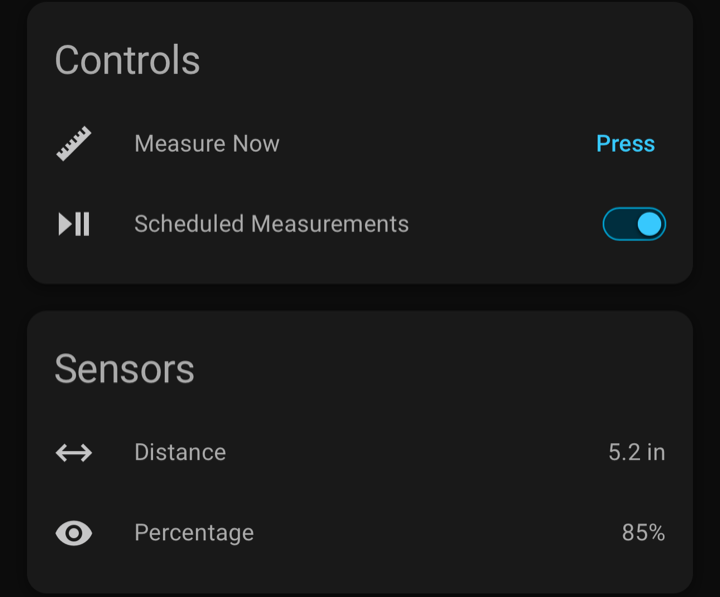 Controls
Measure Now Press
Scheduled Measurements
Sensors
Distance 5.2 in
Percentage 85%